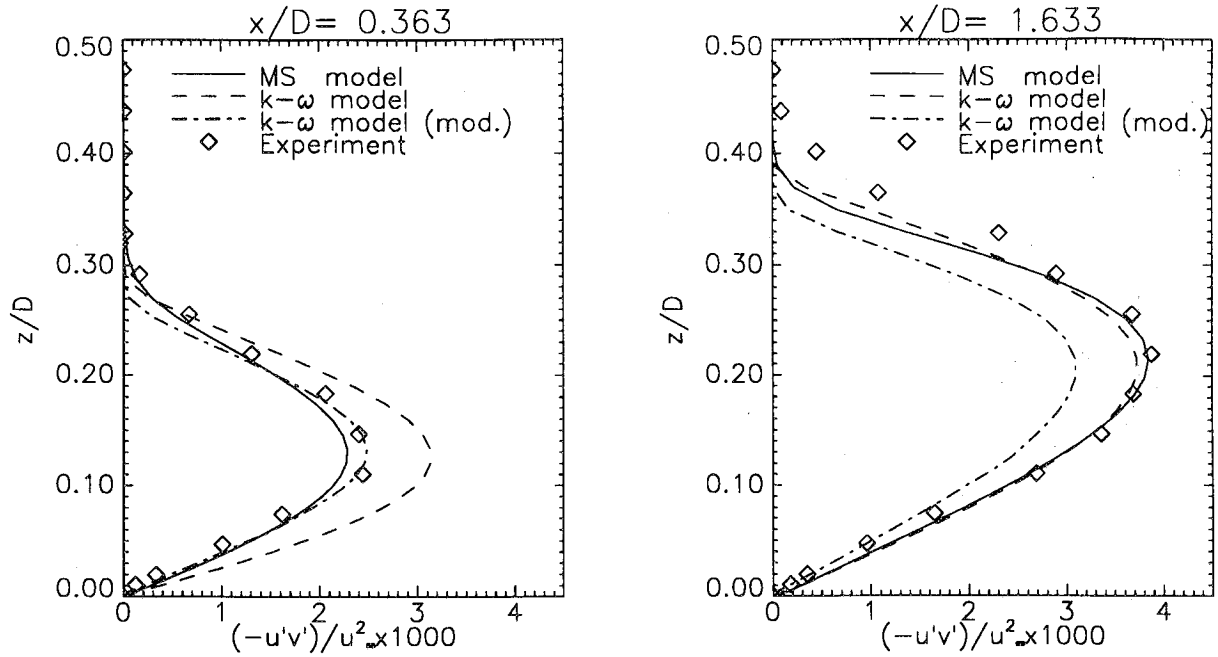 x/D= 0.363
0.50
0.40
0.30
0.20
0.10
0.00
z/D
MS model
k-ω model
k-ω model (mod.)
Experiment
0 1 2 3 4
(-u'v')/u²∞x1000
x/D= 1.633
0.50
0.40
0.30
0.20
0.10
0.00
z/D
MS model
k-ω model
k-ω model (mod.)
Experiment
0 1 2 3 4
(-u'v')/u²∞x1000